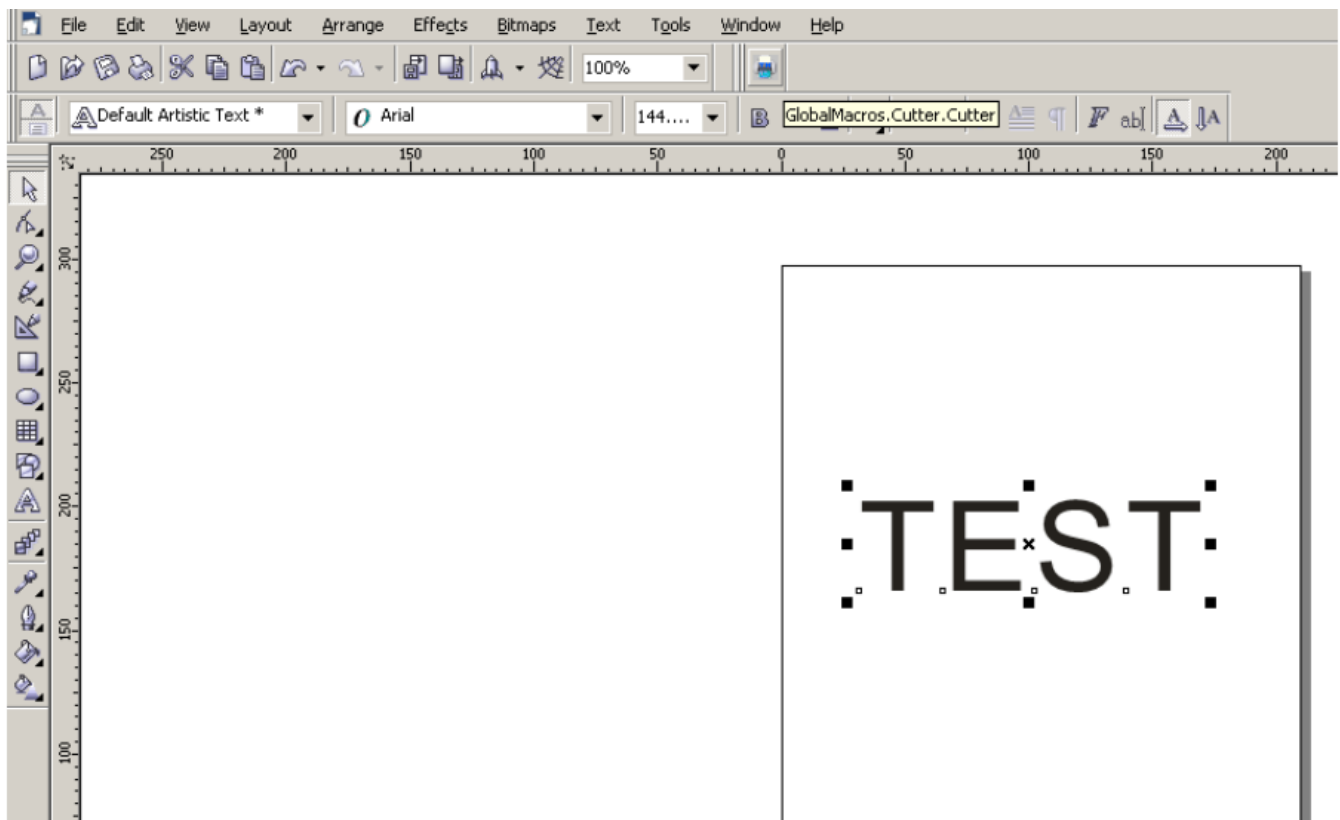 File Edit View Layout Arrange Effects Bitmaps Text Tools Window Help
100%
Default Artistic Text * Arial 144.... B GlobalMacros.Cutter.Cutter F ab A A
250 200 150 100 50 0 50 100 150 200
300
250
200
150
100
TEST